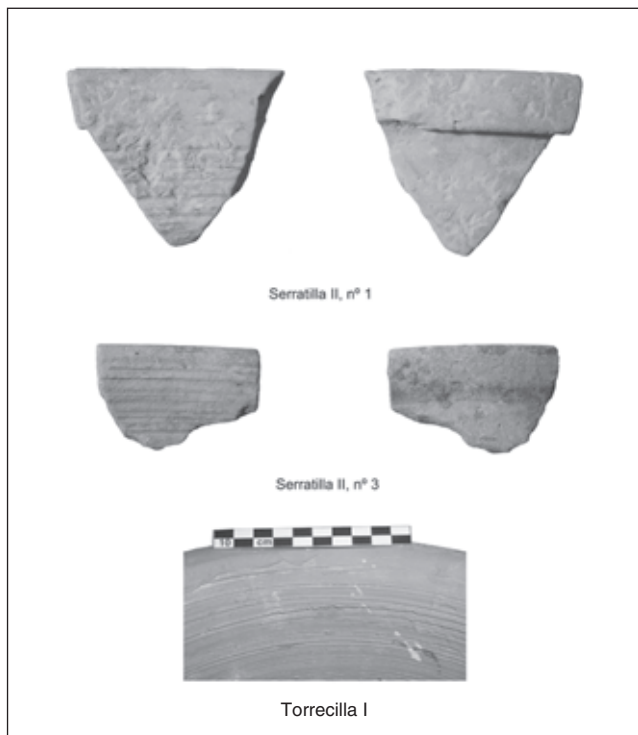 Serratilla II, nº 1
Serratilla II, nº 3
10 cm
Torrecilla I